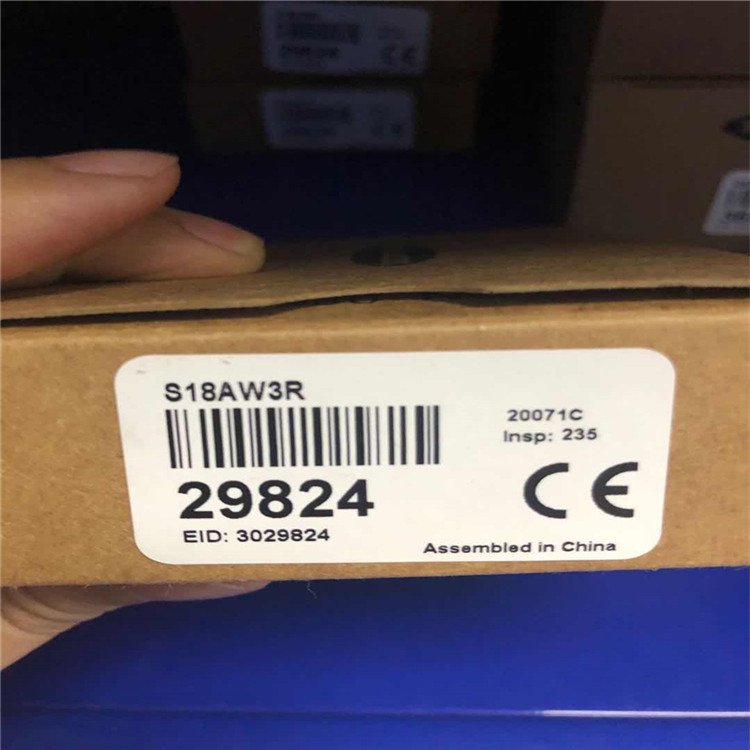 S18AW3R
20071C
Insp: 235
29824
CE
EID: 3029824
Assembled in China